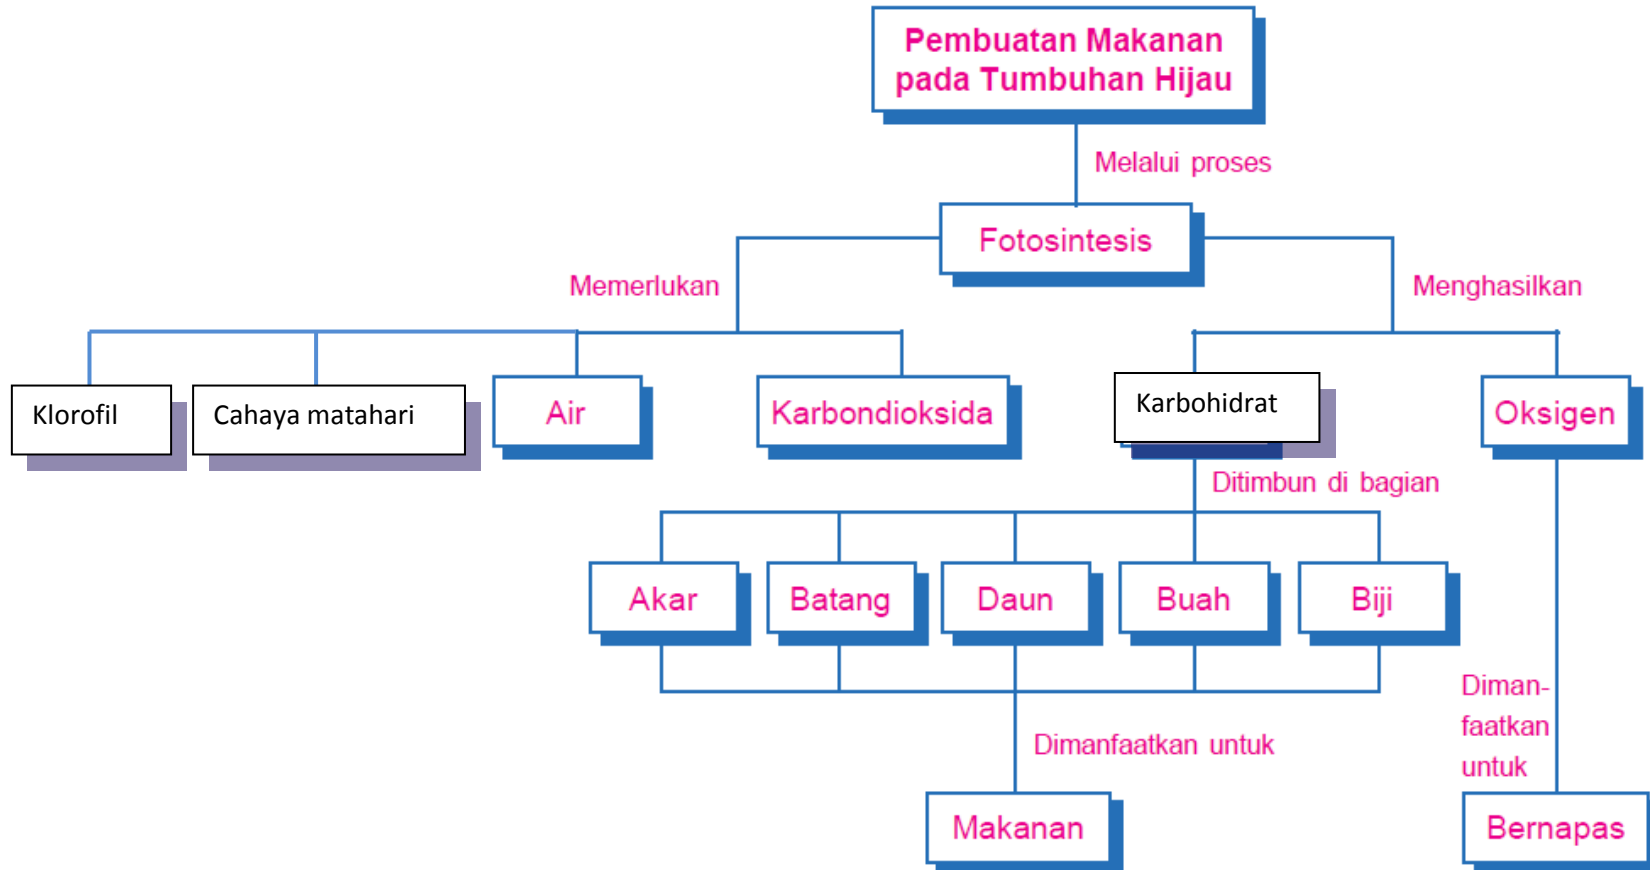 Pembuatan Makanan
pada Tumbuhan Hijau
Melalui proses
Fotosintesis
Memerlukan
Menghasilkan
Klorofil
Cahaya matahari
Air
Karbondioksida
Karbohidrat
Oksigen
Ditimbun di bagian
Akar
Batang
Daun
Buah
Biji
Dimanfaatkan untuk
Diman-
faatkan
untuk
Makanan
Bernapas